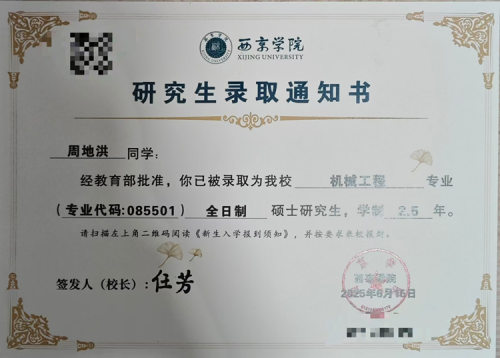 西京学院
XIJING UNIVERSITY
研究生录取通知书
周地洪 同学:
经教育部批准，你已被录取为我校 机械工程 专业
(专业代码:085501) 全日制 硕士研究生，学制 2.5 年。
请扫描左上角二维码阅读《新生入学报到须知》，并按要求来校报到。
签发人（校长）: 任芳
西京学院
2025年6月16日